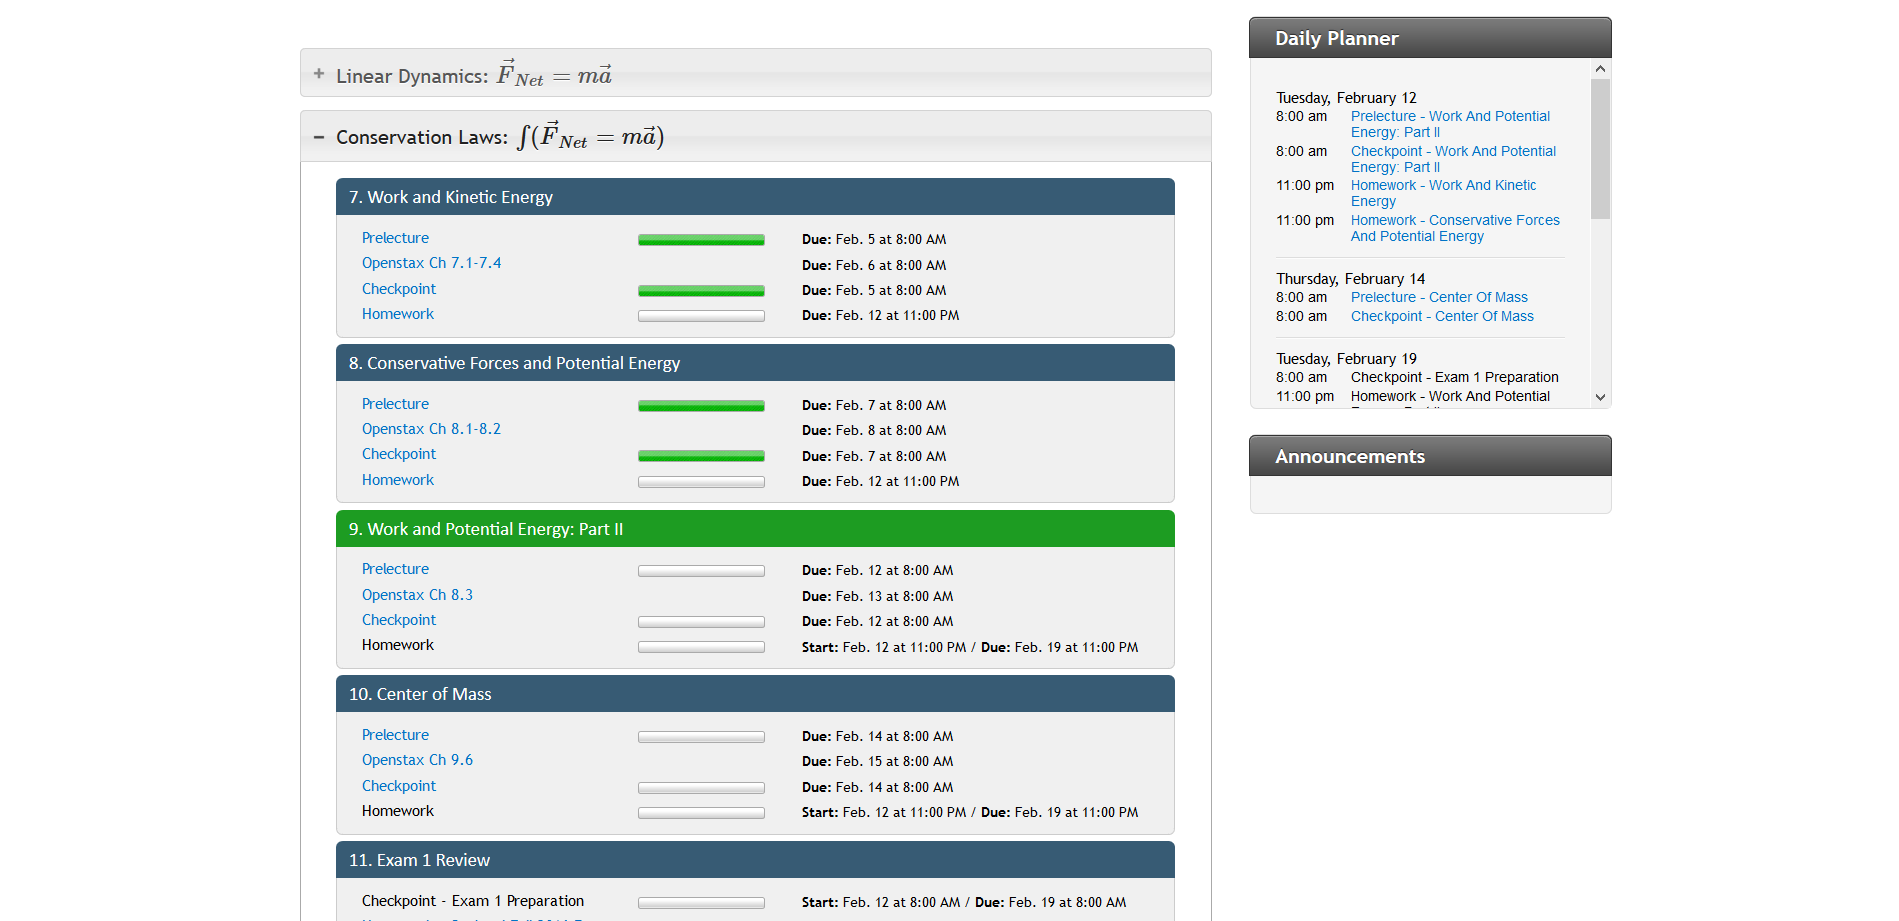 + Linear Dynamics: F⃗Net = ma⃗
− Conservation Laws: ∫(F⃗Net = ma⃗)
7. Work and Kinetic Energy
Prelecture Due: Feb. 5 at 8:00 AM
Openstax Ch 7.1-7.4 Due: Feb. 6 at 8:00 AM
Checkpoint Due: Feb. 5 at 8:00 AM
Homework Due: Feb. 12 at 11:00 PM
8. Conservative Forces and Potential Energy
Prelecture Due: Feb. 7 at 8:00 AM
Openstax Ch 8.1-8.2 Due: Feb. 8 at 8:00 AM
Checkpoint Due: Feb. 7 at 8:00 AM
Homework Due: Feb. 12 at 11:00 PM
9. Work and Potential Energy: Part II
Prelecture Due: Feb. 12 at 8:00 AM
Openstax Ch 8.3 Due: Feb. 13 at 8:00 AM
Checkpoint Due: Feb. 12 at 8:00 AM
Homework Start: Feb. 12 at 11:00 PM / Due: Feb. 19 at 11:00 PM
10. Center of Mass
Prelecture Due: Feb. 14 at 8:00 AM
Openstax Ch 9.6 Due: Feb. 15 at 8:00 AM
Checkpoint Due: Feb. 14 at 8:00 AM
Homework Start: Feb. 12 at 11:00 PM / Due: Feb. 19 at 11:00 PM
11. Exam 1 Review
Checkpoint - Exam 1 Preparation Start: Feb. 12 at 8:00 AM / Due: Feb. 19 at 8:00 AM
Daily Planner
Tuesday, February 12
8:00 am Prelecture - Work And Potential
Energy: Part II
8:00 am Checkpoint - Work And Potential
Energy: Part II
11:00 pm Homework - Work And Kinetic
Energy
11:00 pm Homework - Conservative Forces
And Potential Energy
Thursday, February 14
8:00 am Prelecture - Center Of Mass
8:00 am Checkpoint - Center Of Mass
Tuesday, February 19
8:00 am Checkpoint - Exam 1 Preparation
11:00 pm Homework - Work And Potential
Announcements